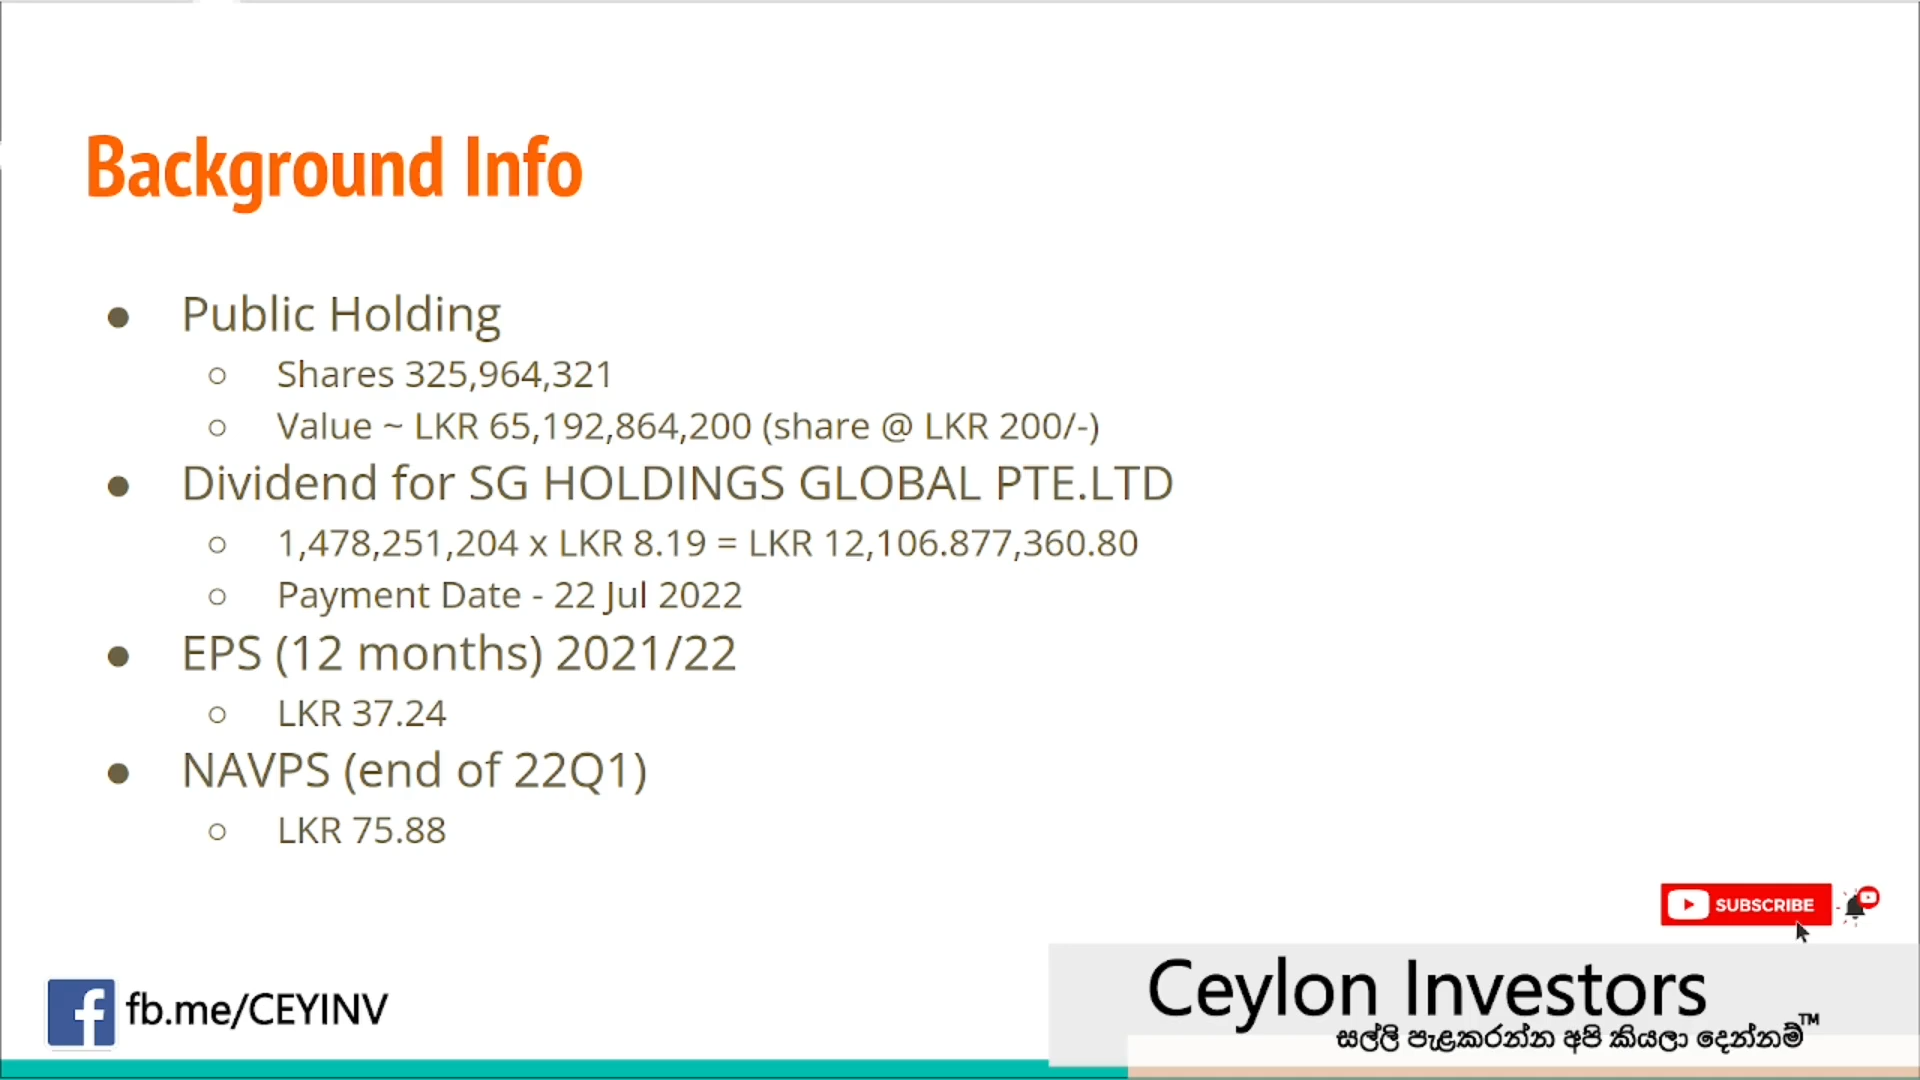 Background Info
● Public Holding
○ Shares 325,964,321
○ Value ~ LKR 65,192,864,200 (share @ LKR 200/-)
● Dividend for SG HOLDINGS GLOBAL PTE.LTD
○ 1,478,251,204 x LKR 8.19 = LKR 12,106.877,360.80
○ Payment Date - 22 Jul 2022
● EPS (12 months) 2021/22
○ LKR 37.24
● NAVPS (end of 22Q1)
○ LKR 75.88
SUBSCRIBE
fb.me/CEYINV
Ceylon Investors
සල්ලි පැළකරන්න අපි කියලා දෙන්නම්™